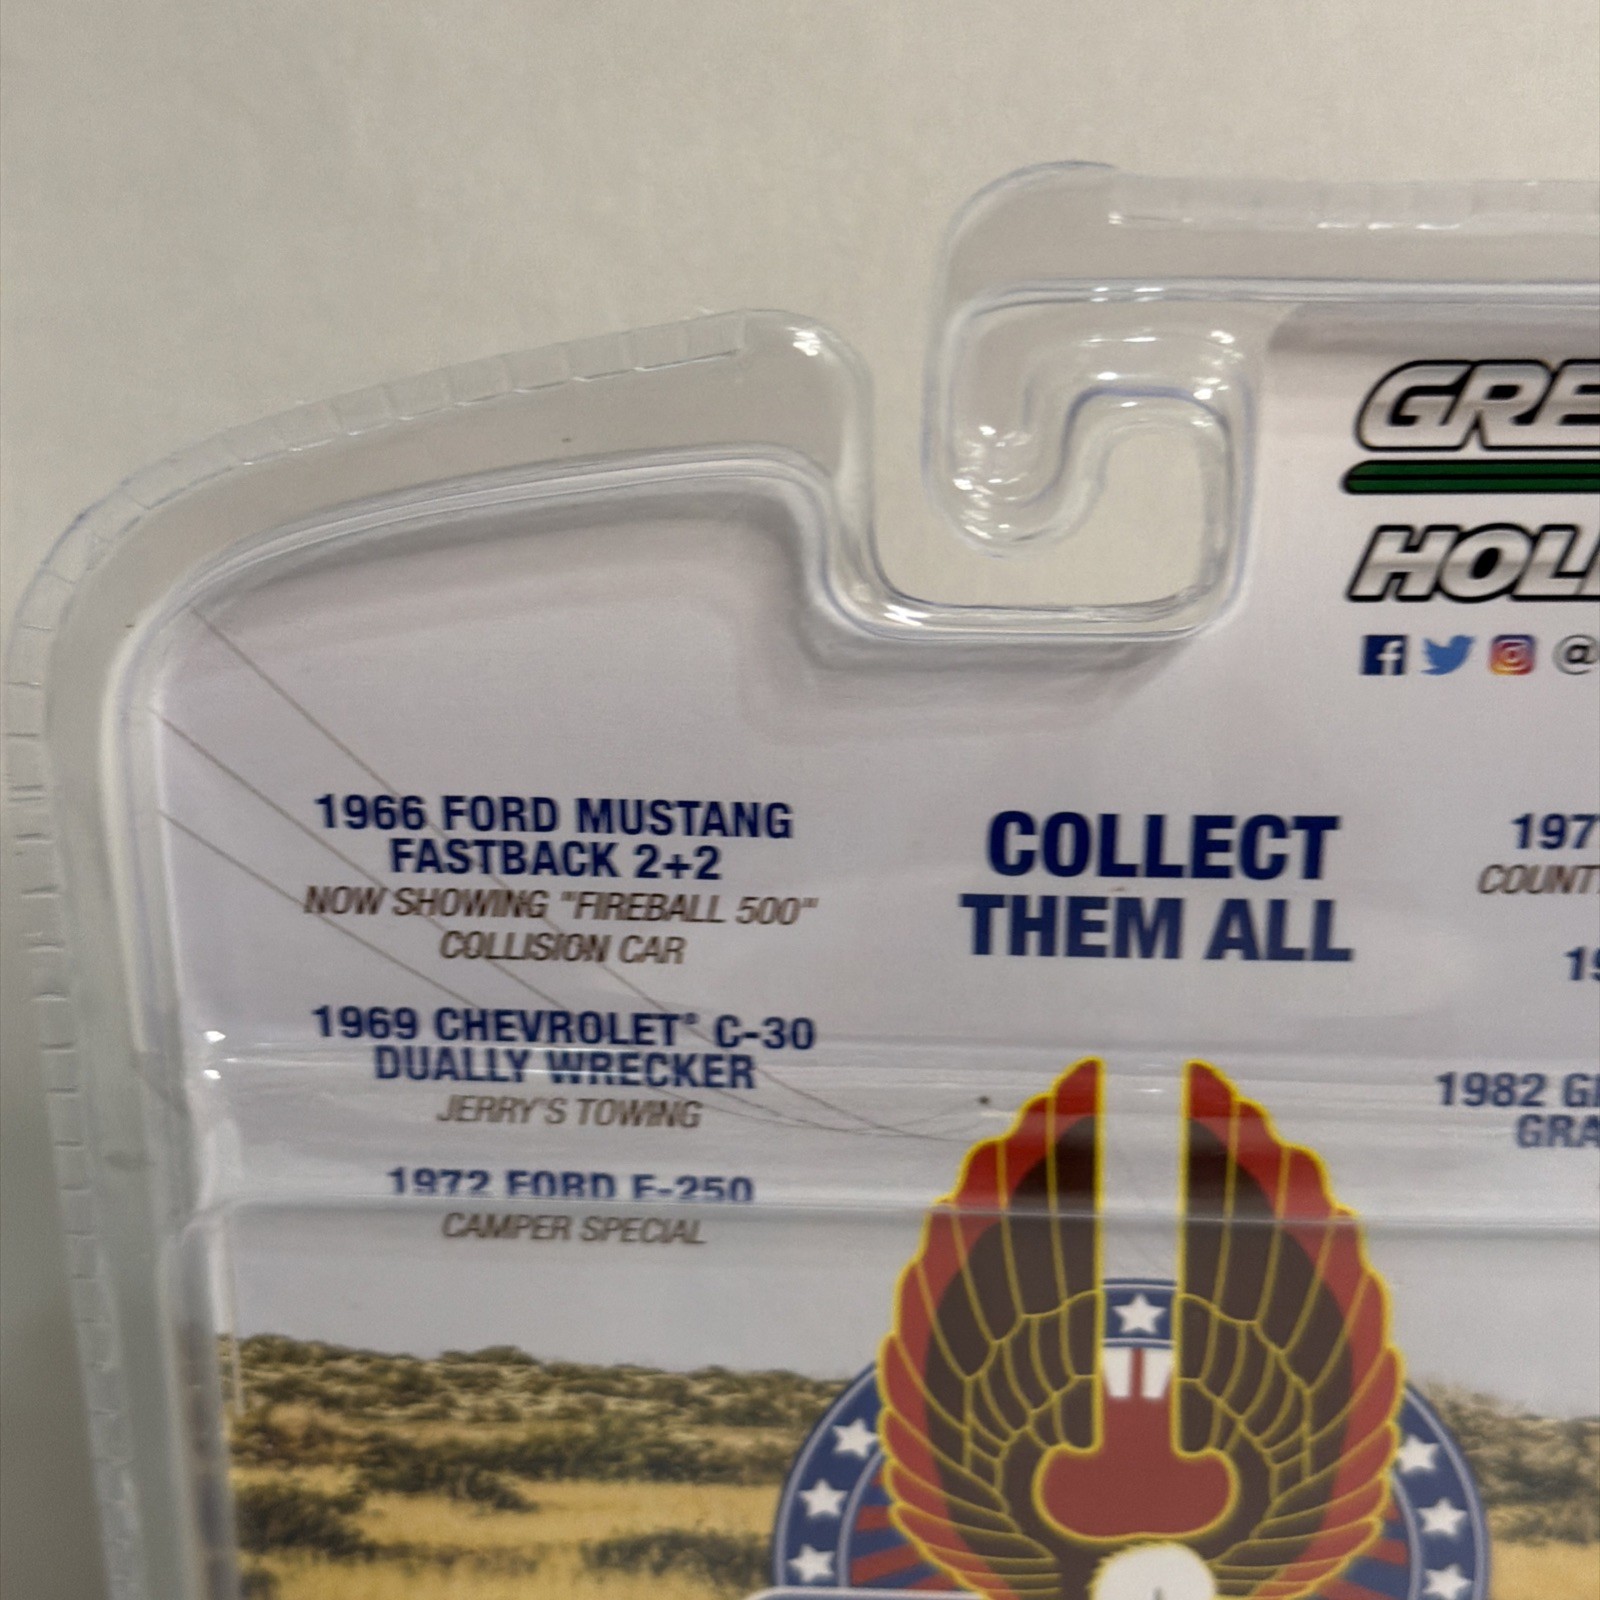 1966 FORD MUSTANG
FASTBACK 2+2
NOW SHOWING "FIREBALL 500"
COLLISION CAR
1969 CHEVROLET® C-30
DUALLY WRECKER
JERRY'S TOWING
1972 FORD F-250
CAMPER SPECIAL
COLLECT
THEM ALL
@
1982